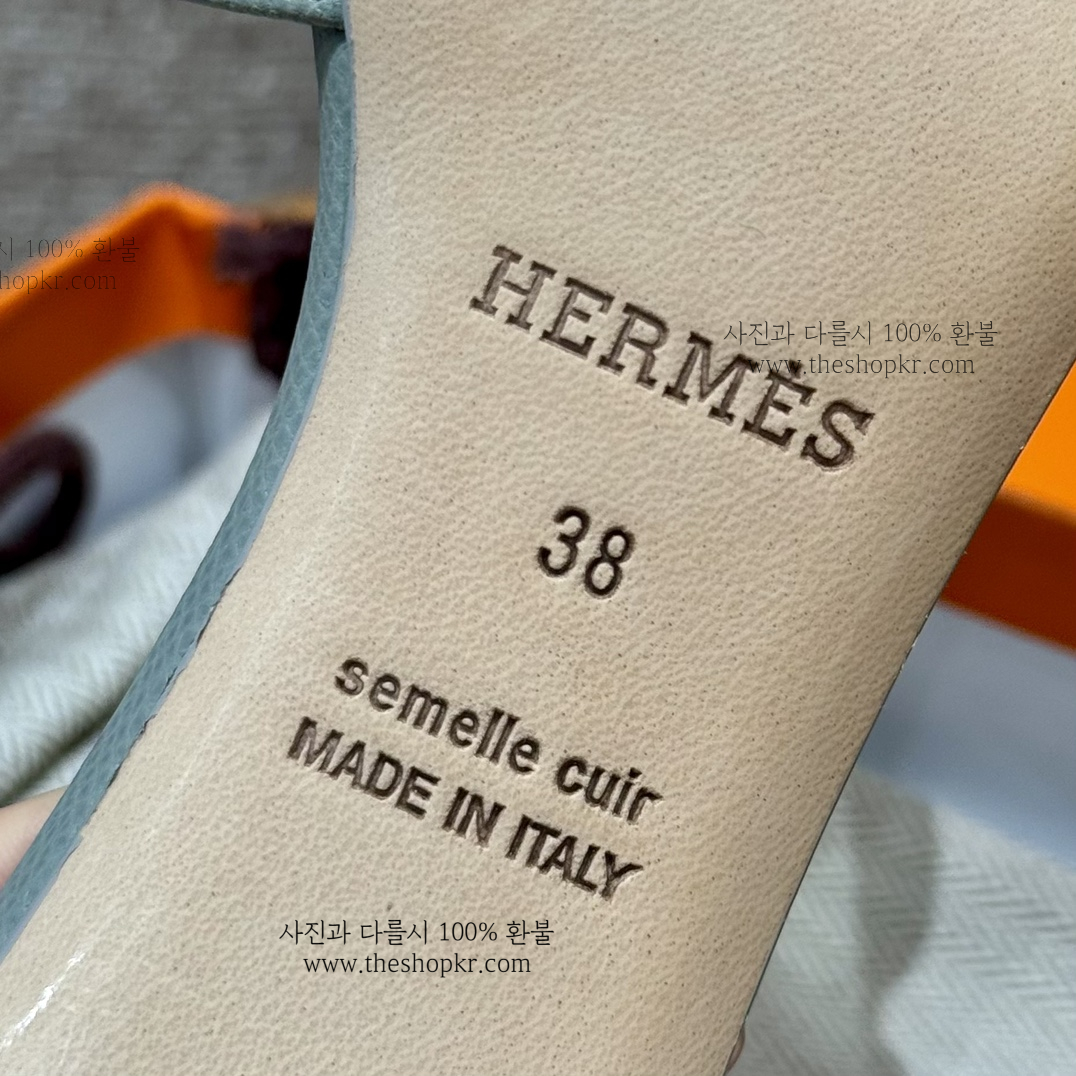 시 100% 환불
hopkr.com
HERMÈS
사진과 다를시 100% 환불
www.theshopkr.com
38
semelle cuir
MADE IN ITALY
사진과 다를시 100% 환불
www.theshopkr.com